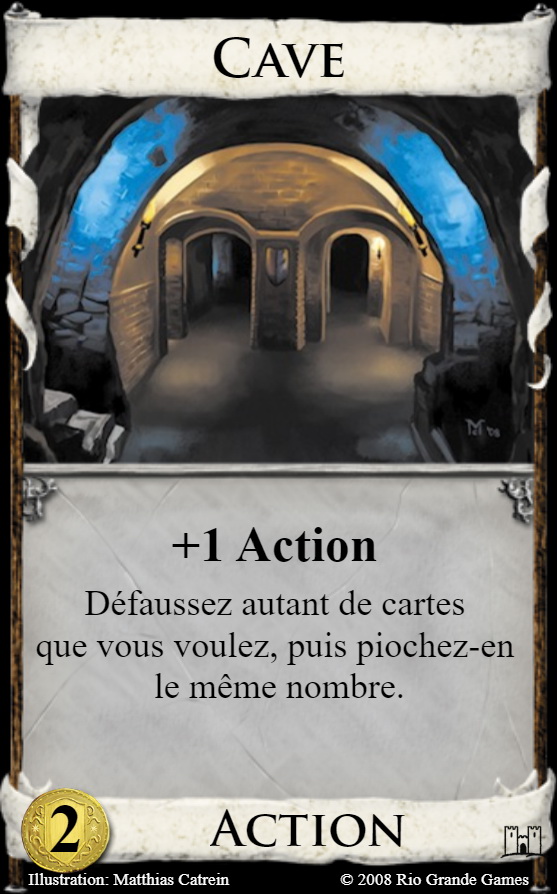 CAVE
M '08
+1 Action
Défaussez autant de cartes
que vous voulez, puis piochez-en
le même nombre.
2
ACTION
Illustration: Matthias Catrein
© 2008 Rio Grande Games